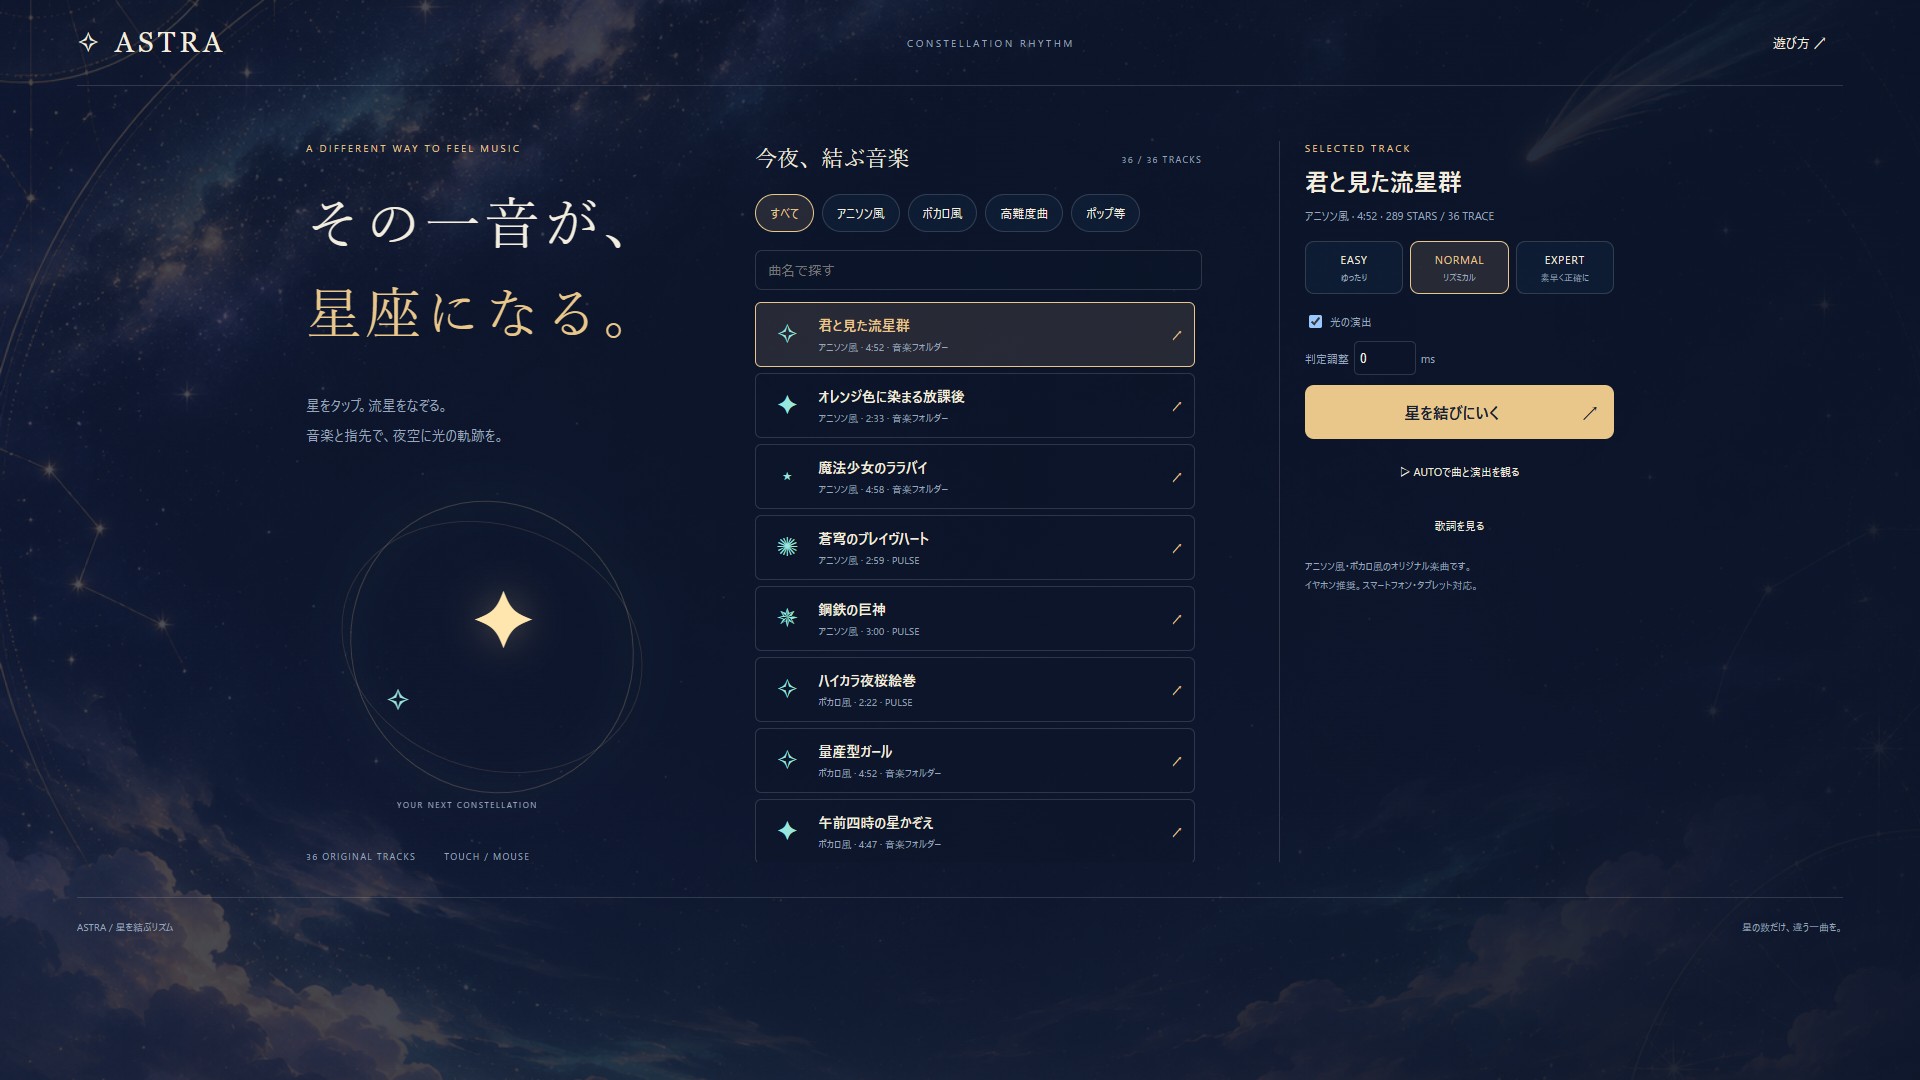 ✧ ASTRA
CONSTELLATION RHYTHM
遊び方 ↗
A DIFFERENT WAY TO FEEL MUSIC
その一音が、
星座になる。
星をタップ。流星をなぞる。
音楽と指先で、夜空に光の軌跡を。
YOUR NEXT CONSTELLATION
36 ORIGINAL TRACKS
TOUCH / MOUSE
今夜、結ぶ音楽
36 / 36 TRACKS
すべて
アニソン風
ボカロ風
高難度曲
ポップ等
曲名で探す
君と見た流星群
アニソン風 · 4:52 · 音楽フォルダー
オレンジ色に染まる放課後
アニソン風 · 2:33 · 音楽フォルダー
魔法少女のララバイ
アニソン風 · 4:58 · 音楽フォルダー
蒼穹のブレイヴハート
アニソン風 · 2:59 · PULSE
鋼鉄の巨神
アニソン風 · 3:00 · PULSE
ハイカラ夜桜絵巻
ボカロ風 · 2:22 · PULSE
量産型ガール
ボカロ風 · 4:52 · 音楽フォルダー
午前四時の星かぞえ
ボカロ風 · 4:47 · 音楽フォルダー
SELECTED TRACK
君と見た流星群
アニソン風 · 4:52 · 289 STARS / 36 TRACE
EASY
ゆったり
NORMAL
リズミカル
EXPERT
素早く正確に
光の演出
判定調整 0 ms
星を結びにいく ↗
▷ AUTOで曲と演出を観る
歌詞を見る
アニソン風・ボカロ風のオリジナル楽曲です。
イヤホン推奨。スマートフォン・タブレット対応。
ASTRA / 星を結ぶリズム
星の数だけ、違う一曲を。